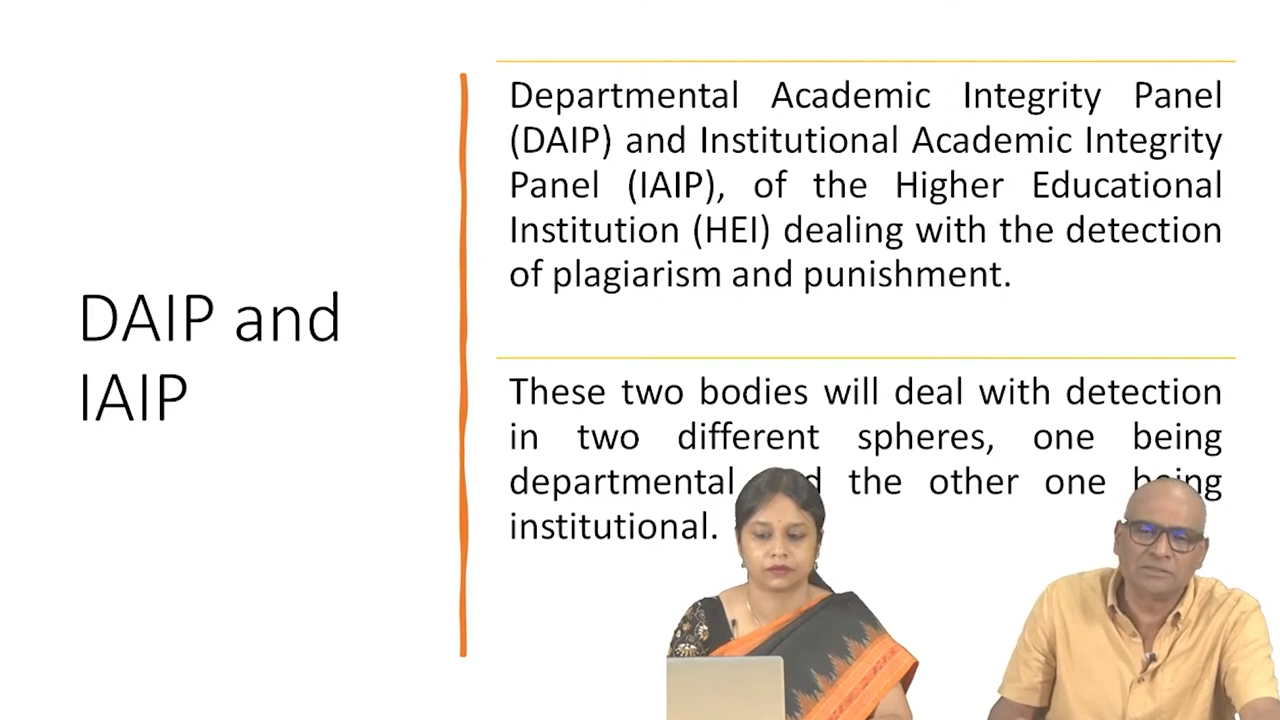 DAIP and
IAIP
Departmental Academic Integrity Panel
(DAIP) and Institutional Academic Integrity
Panel (IAIP), of the Higher Educational
Institution (HEI) dealing with the detection
of plagiarism and punishment.
These two bodies will deal with detection
in two different spheres, one being
departmental the other one being
institutional.